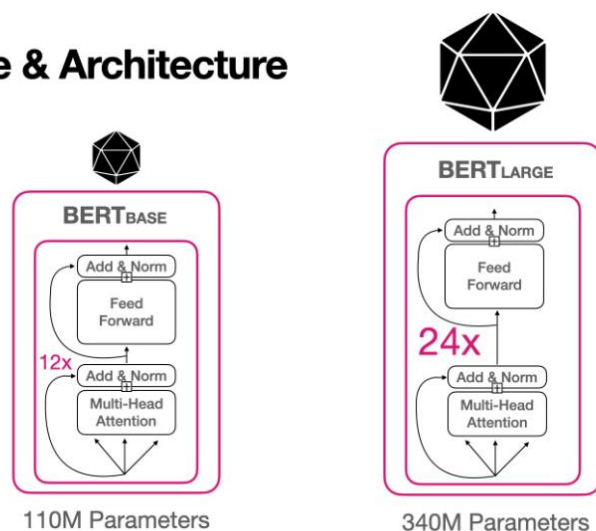 e & Architecture
BERTBASE
Add & Norm
Feed
Forward
12x
Add & Norm
Multi-Head
Attention
110M Parameters
BERTLARGE
Add & Norm
Feed
Forward
24x
Add & Norm
Multi-Head
Attention
340M Parameters